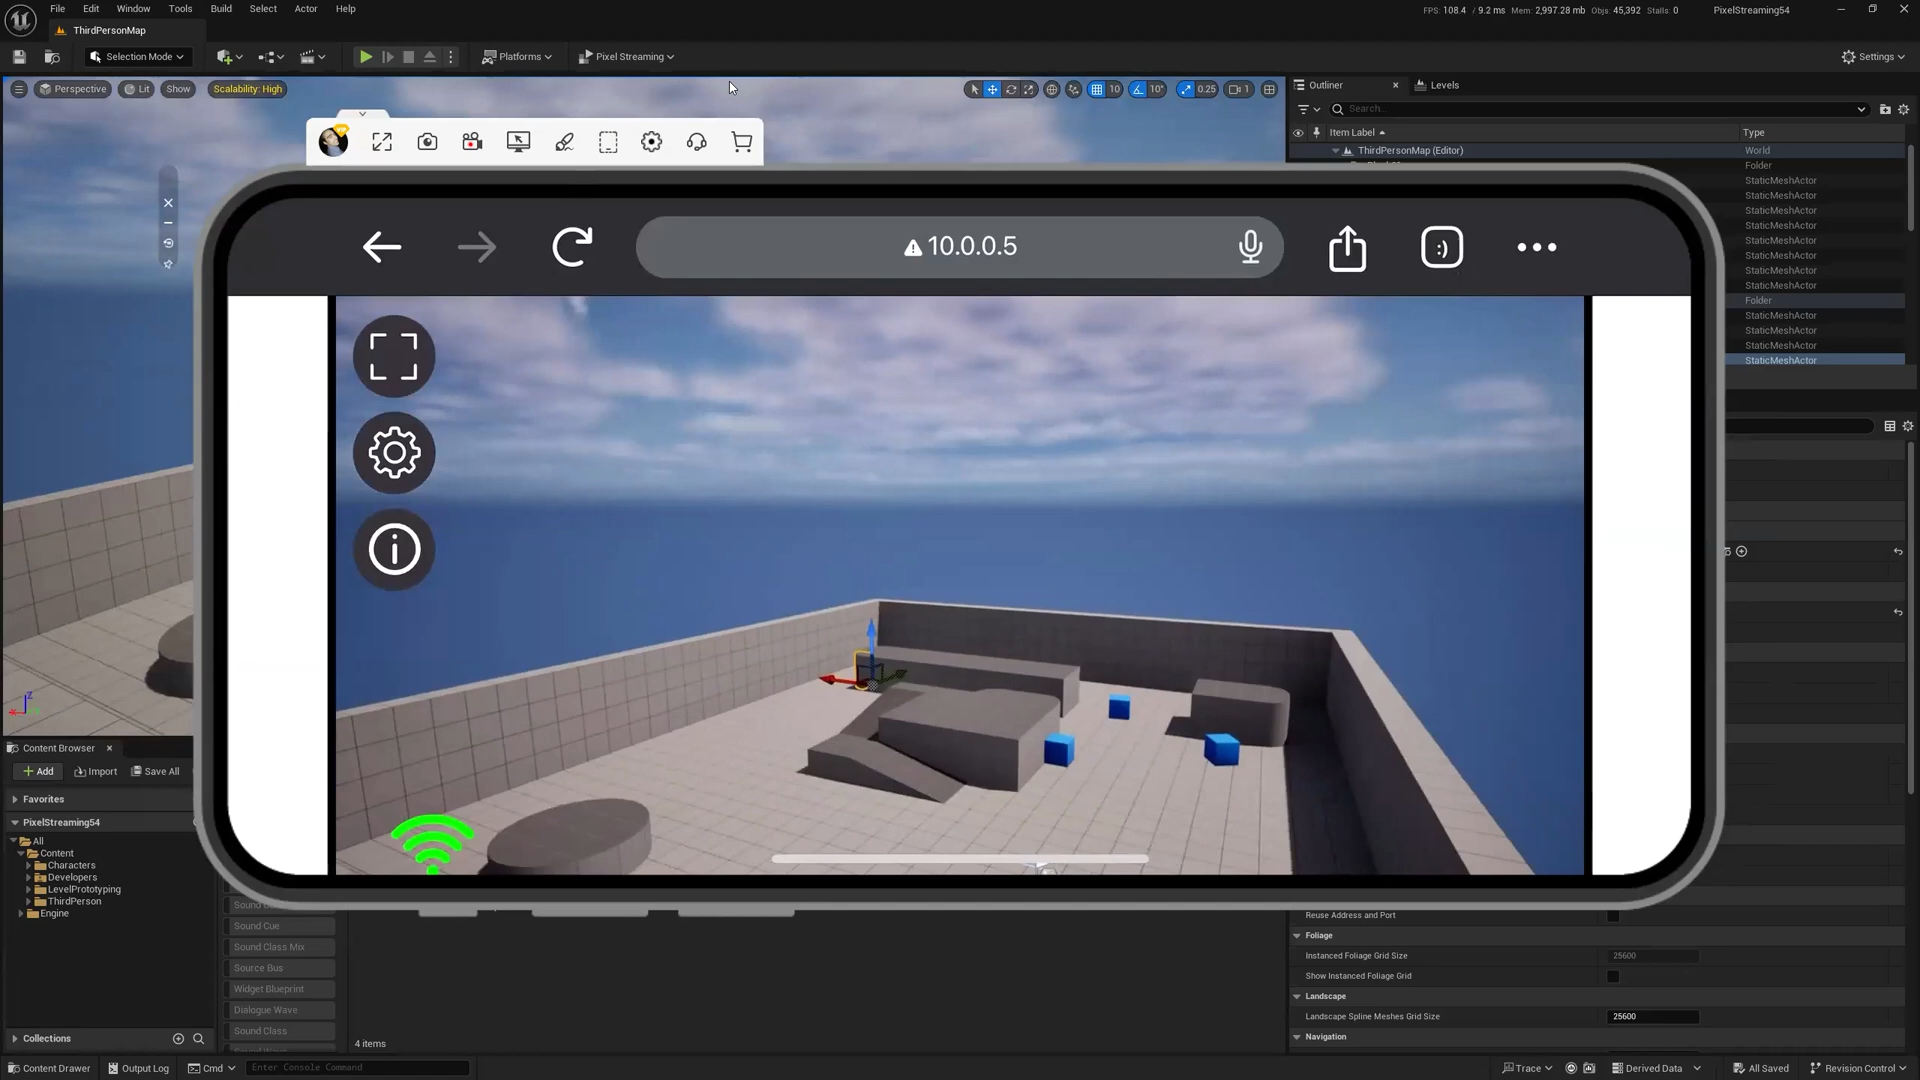 File Edit Window Tools Build Select Actor Help
FPS: 108.4 / 9.2 ms Mem: 2,997.28 mb Objs: 45,392 Stalls: 0 PixelStreaming54
ThirdPersonMap
Selection Mode Platforms Pixel Streaming Settings
Perspective Lit Show Scalability: High 10 10° 0.25 1
Outliner Levels
Search...
Item Label Type
ThirdPersonMap (Editor) World
Folder
StaticMeshActor
StaticMeshActor
StaticMeshActor
StaticMeshActor
StaticMeshActor
StaticMeshActor
StaticMeshActor
StaticMeshActor
Folder
StaticMeshActor
StaticMeshActor
StaticMeshActor
StaticMeshActor
10.0.0.5
:)
Z
Content Browser
Add Import Save All
Favorites
PixelStreaming54
All
Content
Characters
Developers
LevelPrototyping
ThirdPerson
Engine
Collections
Sound Cue
Sound Class Mix
Source Bus
Widget Blueprint
Dialogue Wave
Sound Class
4 items
Reuse Address and Port
Foliage
Instanced Foliage Grid Size 25600
Show Instanced Foliage Grid
Landscape
Landscape Spline Meshes Grid Size 25600
Navigation
Content Drawer Output Log Cmd Enter Console Command Trace Derived Data All Saved Revision Control